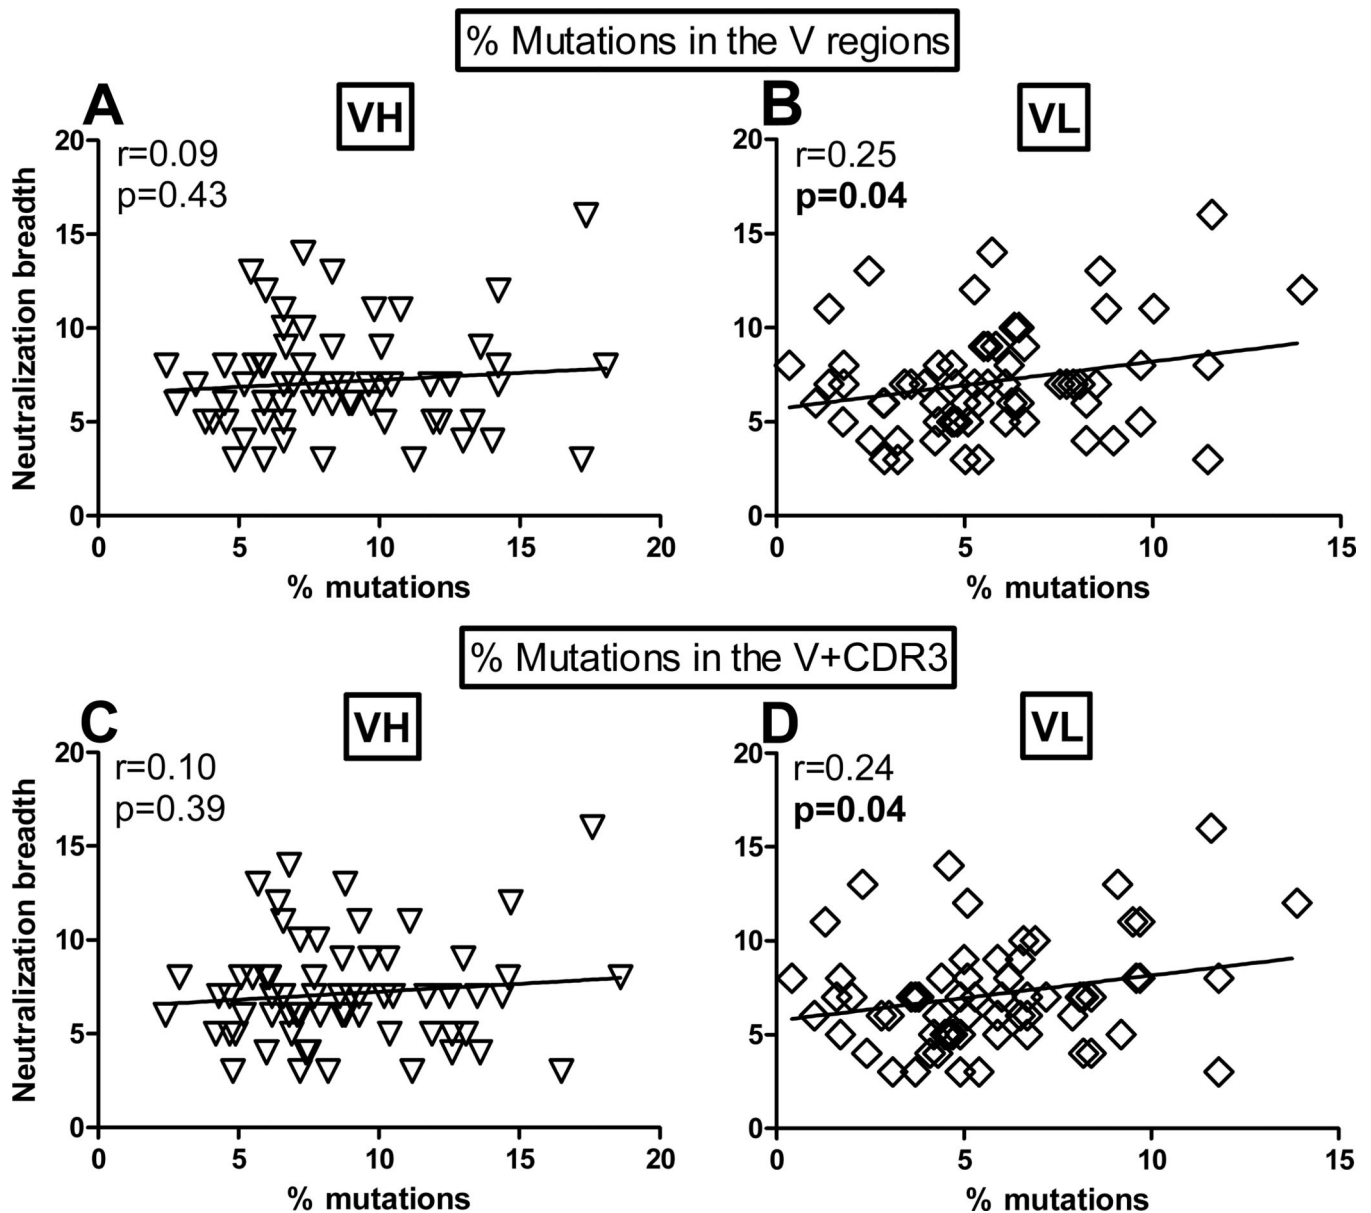 % Mutations in the V regions
A
VH
r=0.09
p=0.43
Neutralization breadth
20
15
10
5
0
0 5 10 15 20
% mutations
B
VL
r=0.25
p=0.04
20
15
10
5
0
0 5 10 15
% mutations
% Mutations in the V+CDR3
C
VH
r=0.10
p=0.39
Neutralization breadth
20
15
10
5
0
0 5 10 15 20
% mutations
D
VL
r=0.24
p=0.04
20
15
10
5
0
0 5 10 15
% mutations